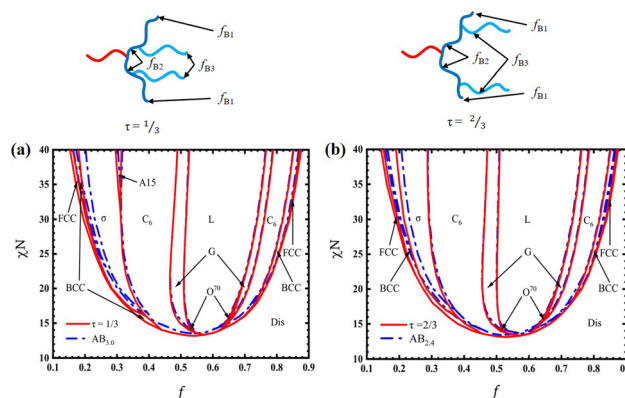 f_B1
f_B1
f_B2
f_B3
f_B2
f_B3
f_B1
f_B1
τ = 1/3
τ = 2/3
(a)
(b)
40
35
30
25
20
15
10
χN
A15
FCC
σ
C6
L
C6
FCC
BCC
G
BCC
O70
Dis
τ = 1/3
AB3.0
0.1 0.2 0.3 0.4 0.5 0.6 0.7 0.8 0.9
f
40
35
30
25
20
15
10
χN
σ
C6
L
C6
FCC
FCC
G
BCC
BCC
O70
Dis
τ =2/3
AB2.4
0.1 0.2 0.3 0.4 0.5 0.6 0.7 0.8
f